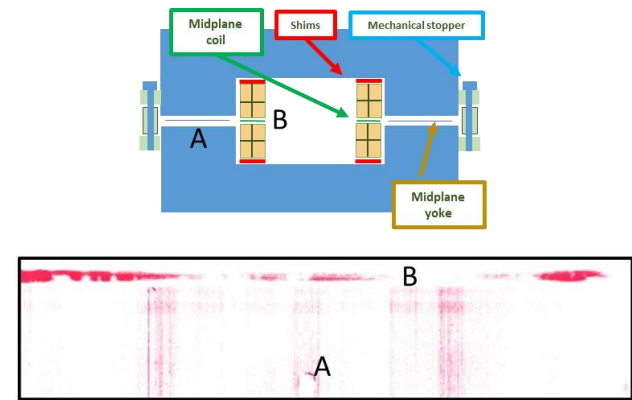 Midplane
coil
Shims
Mechanical stopper
A
B
Midplane
yoke
B
A